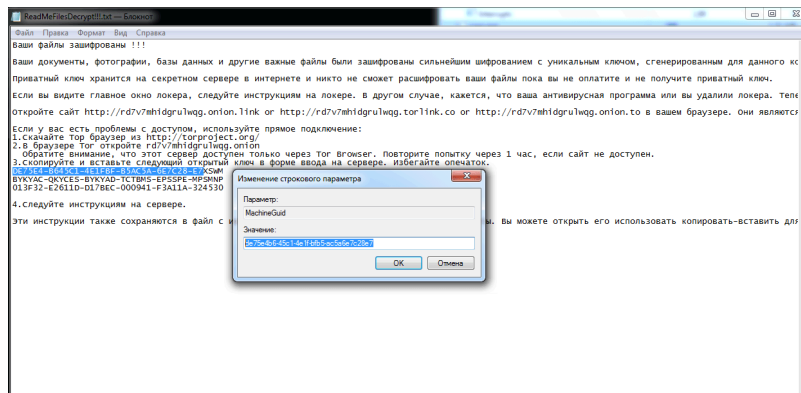 ReadMeFilesDecrypt!!!.txt — Блокнот
Файл Правка Формат Вид Справка
Ваши файлы зашифрованы !!!
Ваши документы, фотографии, базы данных и другие важные файлы были зашифрованы сильнейшим шифрованием с уникальным ключом, сгенерированным для данного
Приватный ключ хранится на секретном сервере в интернете и никто не сможет расшифровать ваши файлы пока вы не оплатите и не получите приватный ключ.
Если вы видите главное окно локера, следуйте инструкциям на локере. В другом случае, кажется, что ваша антивирусная программа или вы удалили локера.
Откройте сайт http://rd7v7mhidgrulwqg.onion.link or http://rd7v7mhidgrulwqg.torlink.co or http://rd7v7mhidgrulwqg.onion.to в вашем браузере. Они являются
Если у вас есть проблемы с доступом, используйте прямое подключение:
1.Скачайте Тор браузер из http://torproject.org/
2.В браузере Tor откройте rd7v7mhidgrulwqg.onion
Обратите внимание, что этот сервер доступен только через Tor Browser. Повторите попытку через 1 час, если сайт не доступен.
3.Скопируйте и вставьте следующий открытый ключ в форме ввода на сервере. Избегайте опечаток.
DE75E4-B645C1-4E1FBF-B5AC5A-6E7C28-E7XSWM
BYKYAC-QKYCES-BYKYAD-TCTBMS-EPSSPE-MPSMNP
013F32-E2611D-D17BEC-000941-F3A11A-324530
4.Следуйте инструкциям на сервере.
Эти инструкции также сохраняются в файл с
Вы можете открыть его использовать копировать-вставить для
Изменение строкового параметра
Параметр:
MachineGuid
Значение:
de75e4b6-45c1-4e1f-bfb5-ac5a6e7c28e7
OK Отмена